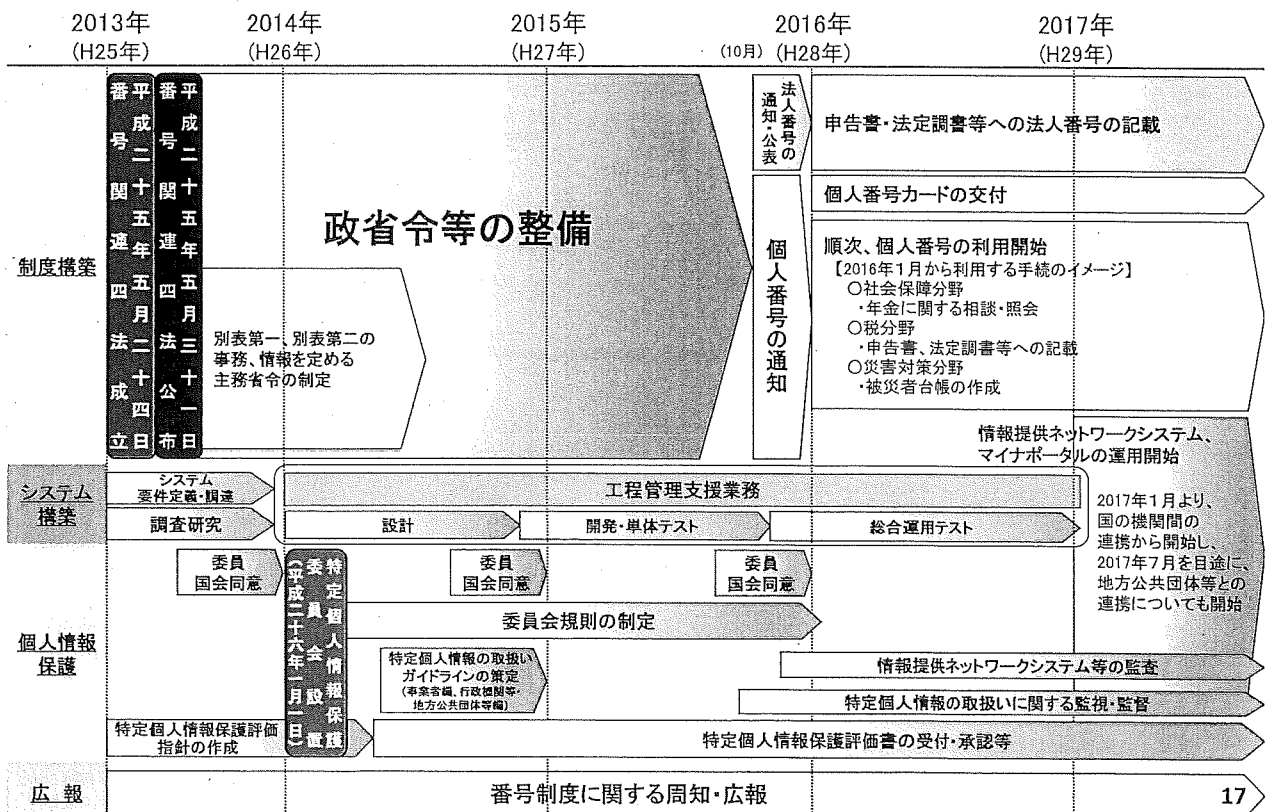 2013年
(H25年)
2014年
(H26年)
2015年
(H27年)
(10月)
2016年
(H28年)
2017年
(H29年)
制度構築
平成二十五年五月二十四日
番号関連四法成立
平成二十五年五月三十一日
番号関連四法公布
政省令等の整備
別表第一、別表第二の
事務、情報を定める
主務省令の制定
法人番号の
通知・公表
個人番号の通知
申告書・法定調書等への法人番号の記載
個人番号カードの交付
順次、個人番号の利用開始
【2016年1月から利用する手続のイメージ】
○社会保障分野
・年金に関する相談・照会
○税分野
・申告書、法定調書等への記載
○災害対策分野
・被災者台帳の作成
情報提供ネットワークシステム、
マイナポータルの運用開始
2017年1月より、
国の機関間の
連携から開始し、
2017年7月を目途に、
地方公共団体等との
連携についても開始
システム
構築
システム
要件定義・調達
調査研究
工程管理支援業務
設計
開発・単体テスト
総合運用テスト
個人情報
保護
委員
国会同意
特定個人情報保護
委員会設置
(平成二十六年一月一日)
委員
国会同意
委員
国会同意
委員会規則の制定
特定個人情報の取扱い
ガイドラインの策定
(事業者編、行政機関等・
地方公共団体等編)
情報提供ネットワークシステム等の監査
特定個人情報の取扱いに関する監視・監督
特定個人情報保護評価
指針の作成
特定個人情報保護評価書の受付・承認等
広 報
番号制度に関する周知・広報
17